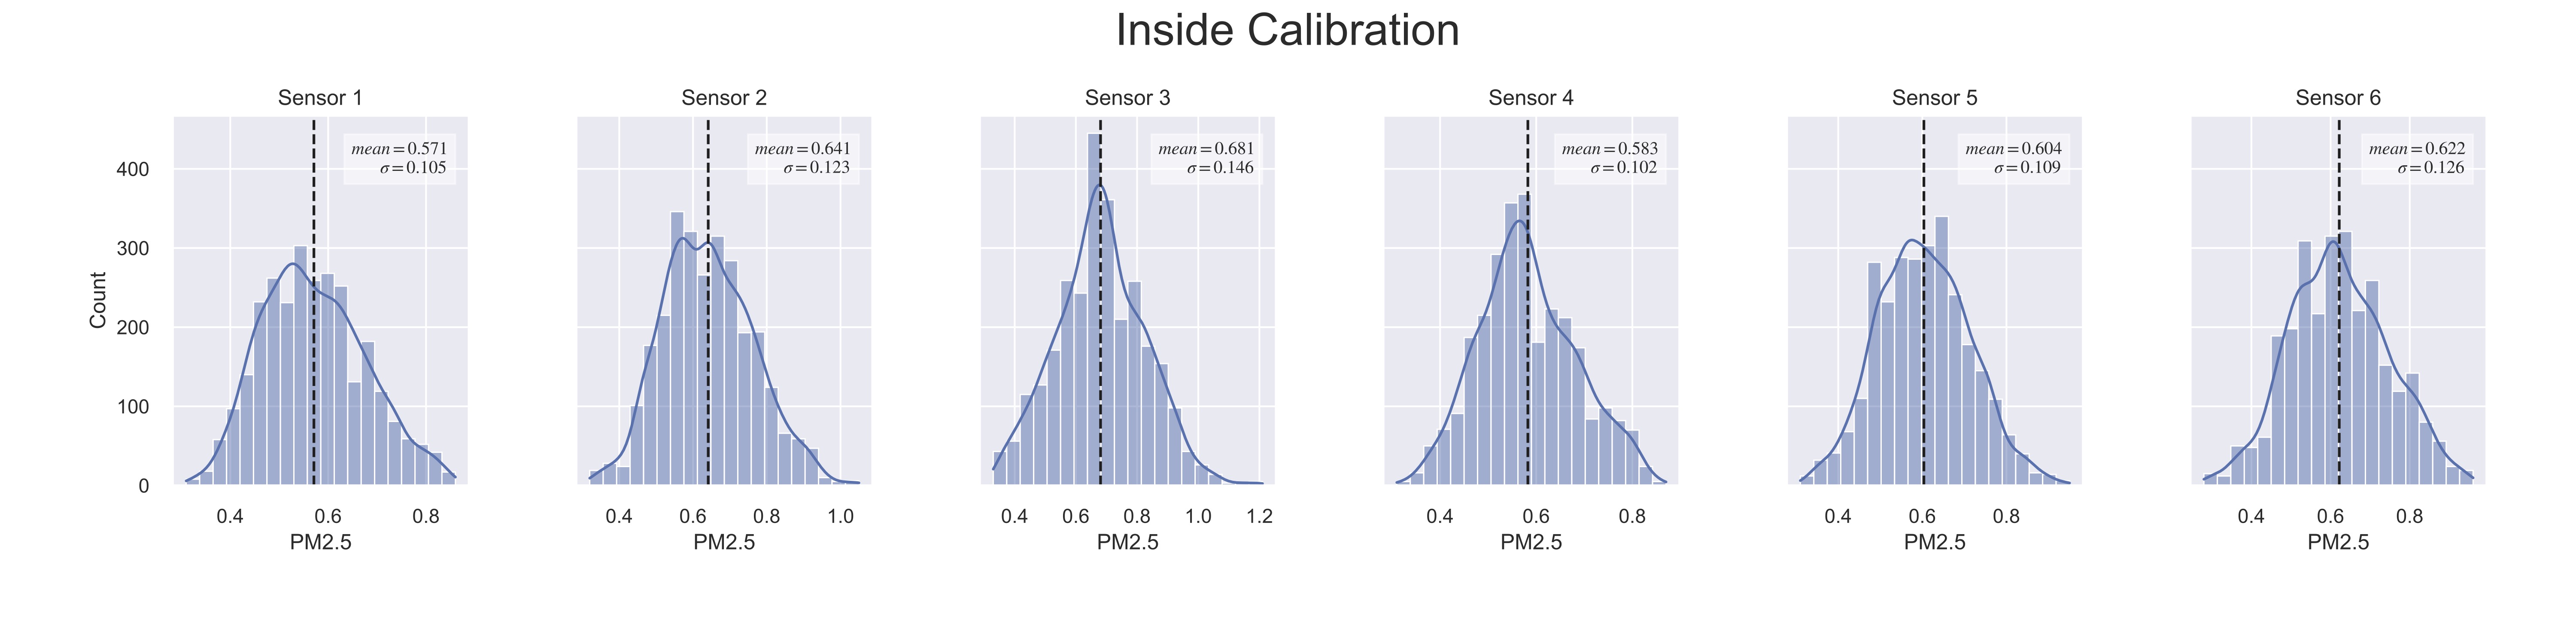 Inside Calibration
Sensor 1
Sensor 2
Sensor 3
Sensor 4
Sensor 5
Sensor 6
mean = 0.571
σ = 0.105
mean = 0.641
σ = 0.123
mean = 0.681
σ = 0.146
mean = 0.583
σ = 0.102
mean = 0.604
σ = 0.109
mean = 0.622
σ = 0.126
Count
400
300
200
100
0
0.4 0.6 0.8
0.4 0.6 0.8 1.0
0.4 0.6 0.8 1.0 1.2
0.4 0.6 0.8
0.4 0.6 0.8
0.4 0.6 0.8
PM2.5
PM2.5
PM2.5
PM2.5
PM2.5
PM2.5